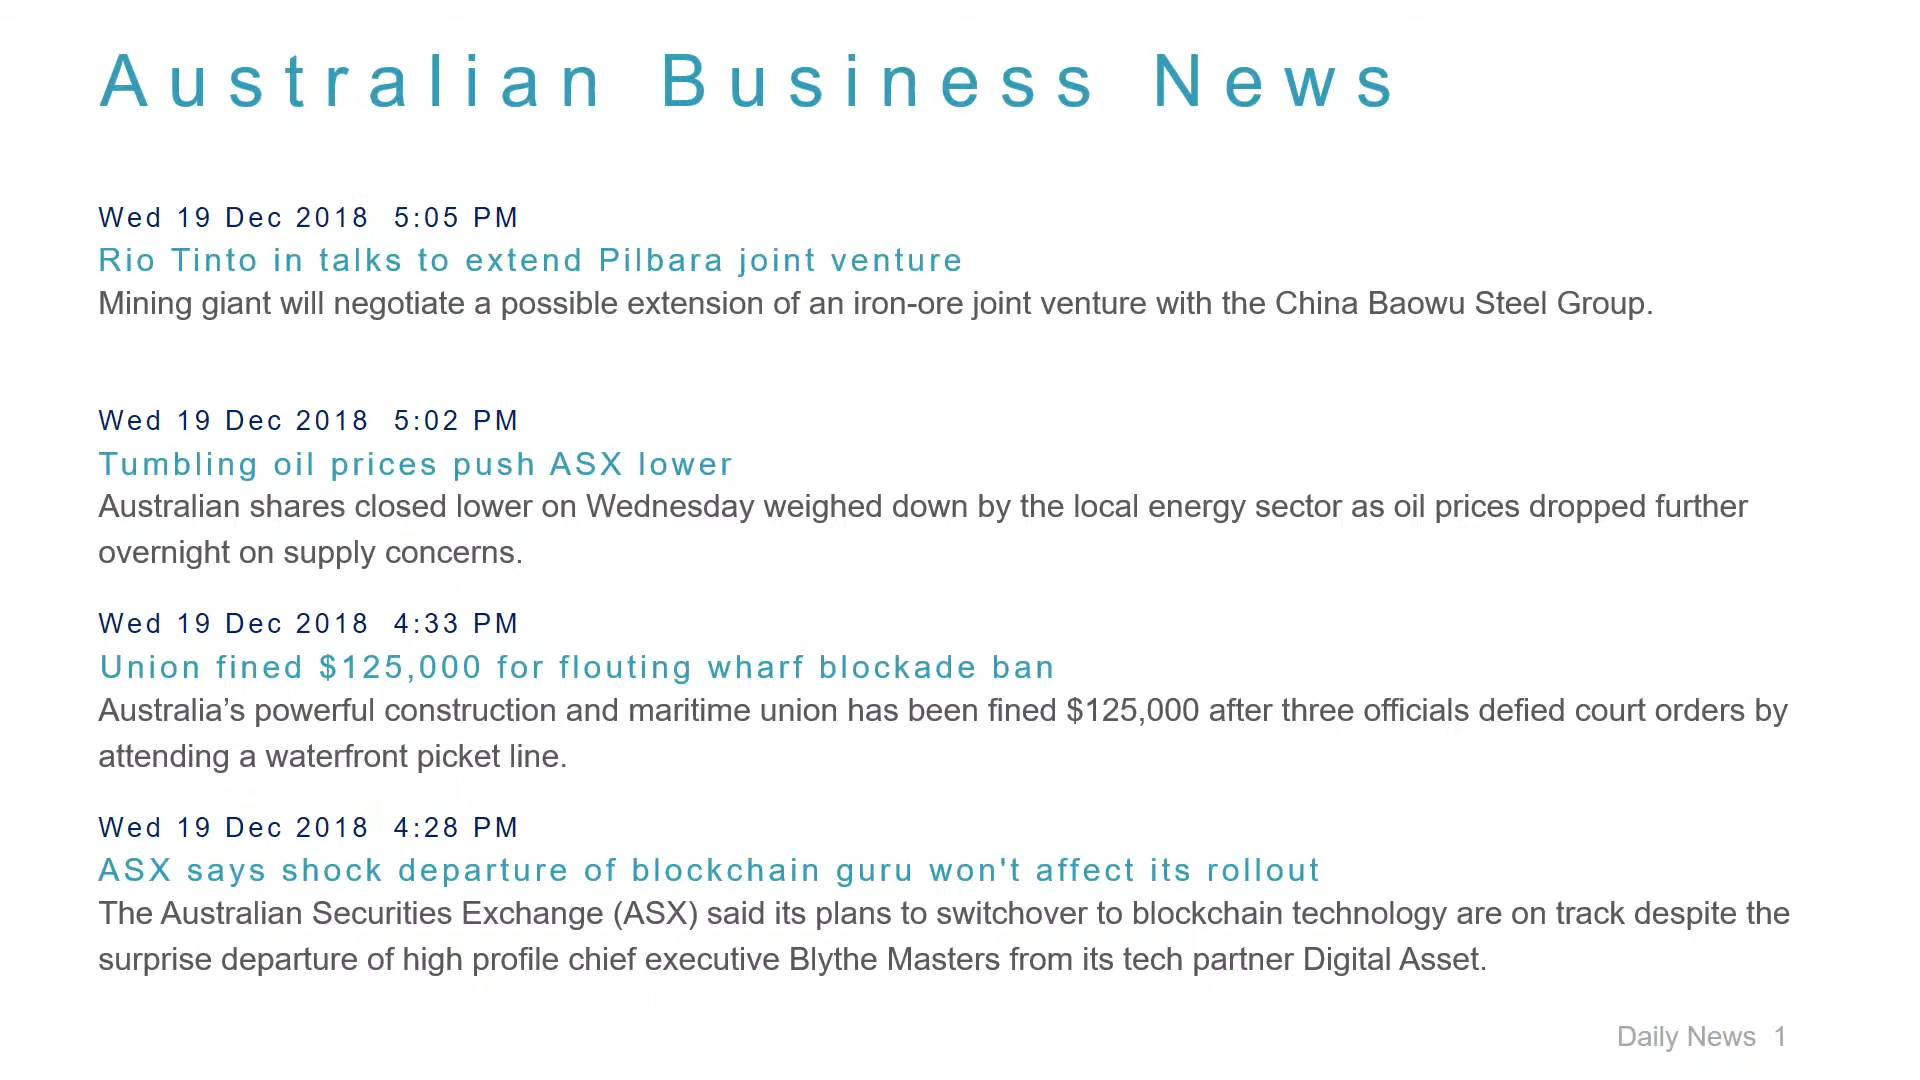 Australian Business News
Wed 19 Dec 2018  5:05 PM
Rio Tinto in talks to extend Pilbara joint venture
Mining giant will negotiate a possible extension of an iron-ore joint venture with the China Baowu Steel Group.
Wed 19 Dec 2018  5:02 PM
Tumbling oil prices push ASX lower
Australian shares closed lower on Wednesday weighed down by the local energy sector as oil prices dropped further
overnight on supply concerns.
Wed 19 Dec 2018  4:33 PM
Union fined $125,000 for flouting wharf blockade ban
Australia’s powerful construction and maritime union has been fined $125,000 after three officials defied court orders by
attending a waterfront picket line.
Wed 19 Dec 2018  4:28 PM
ASX says shock departure of blockchain guru won't affect its rollout
The Australian Securities Exchange (ASX) said its plans to switchover to blockchain technology are on track despite the
surprise departure of high profile chief executive Blythe Masters from its tech partner Digital Asset.
Daily News  1